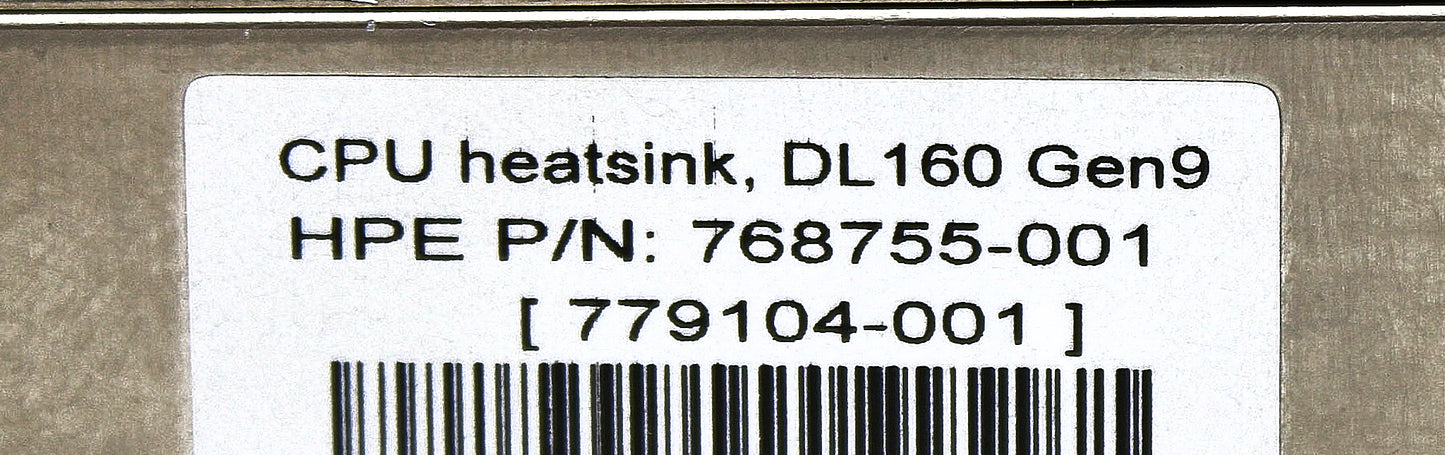 CPU heatsink, DL160 Gen9
HPE P/N: 768755-001
[ 779104-001 ]